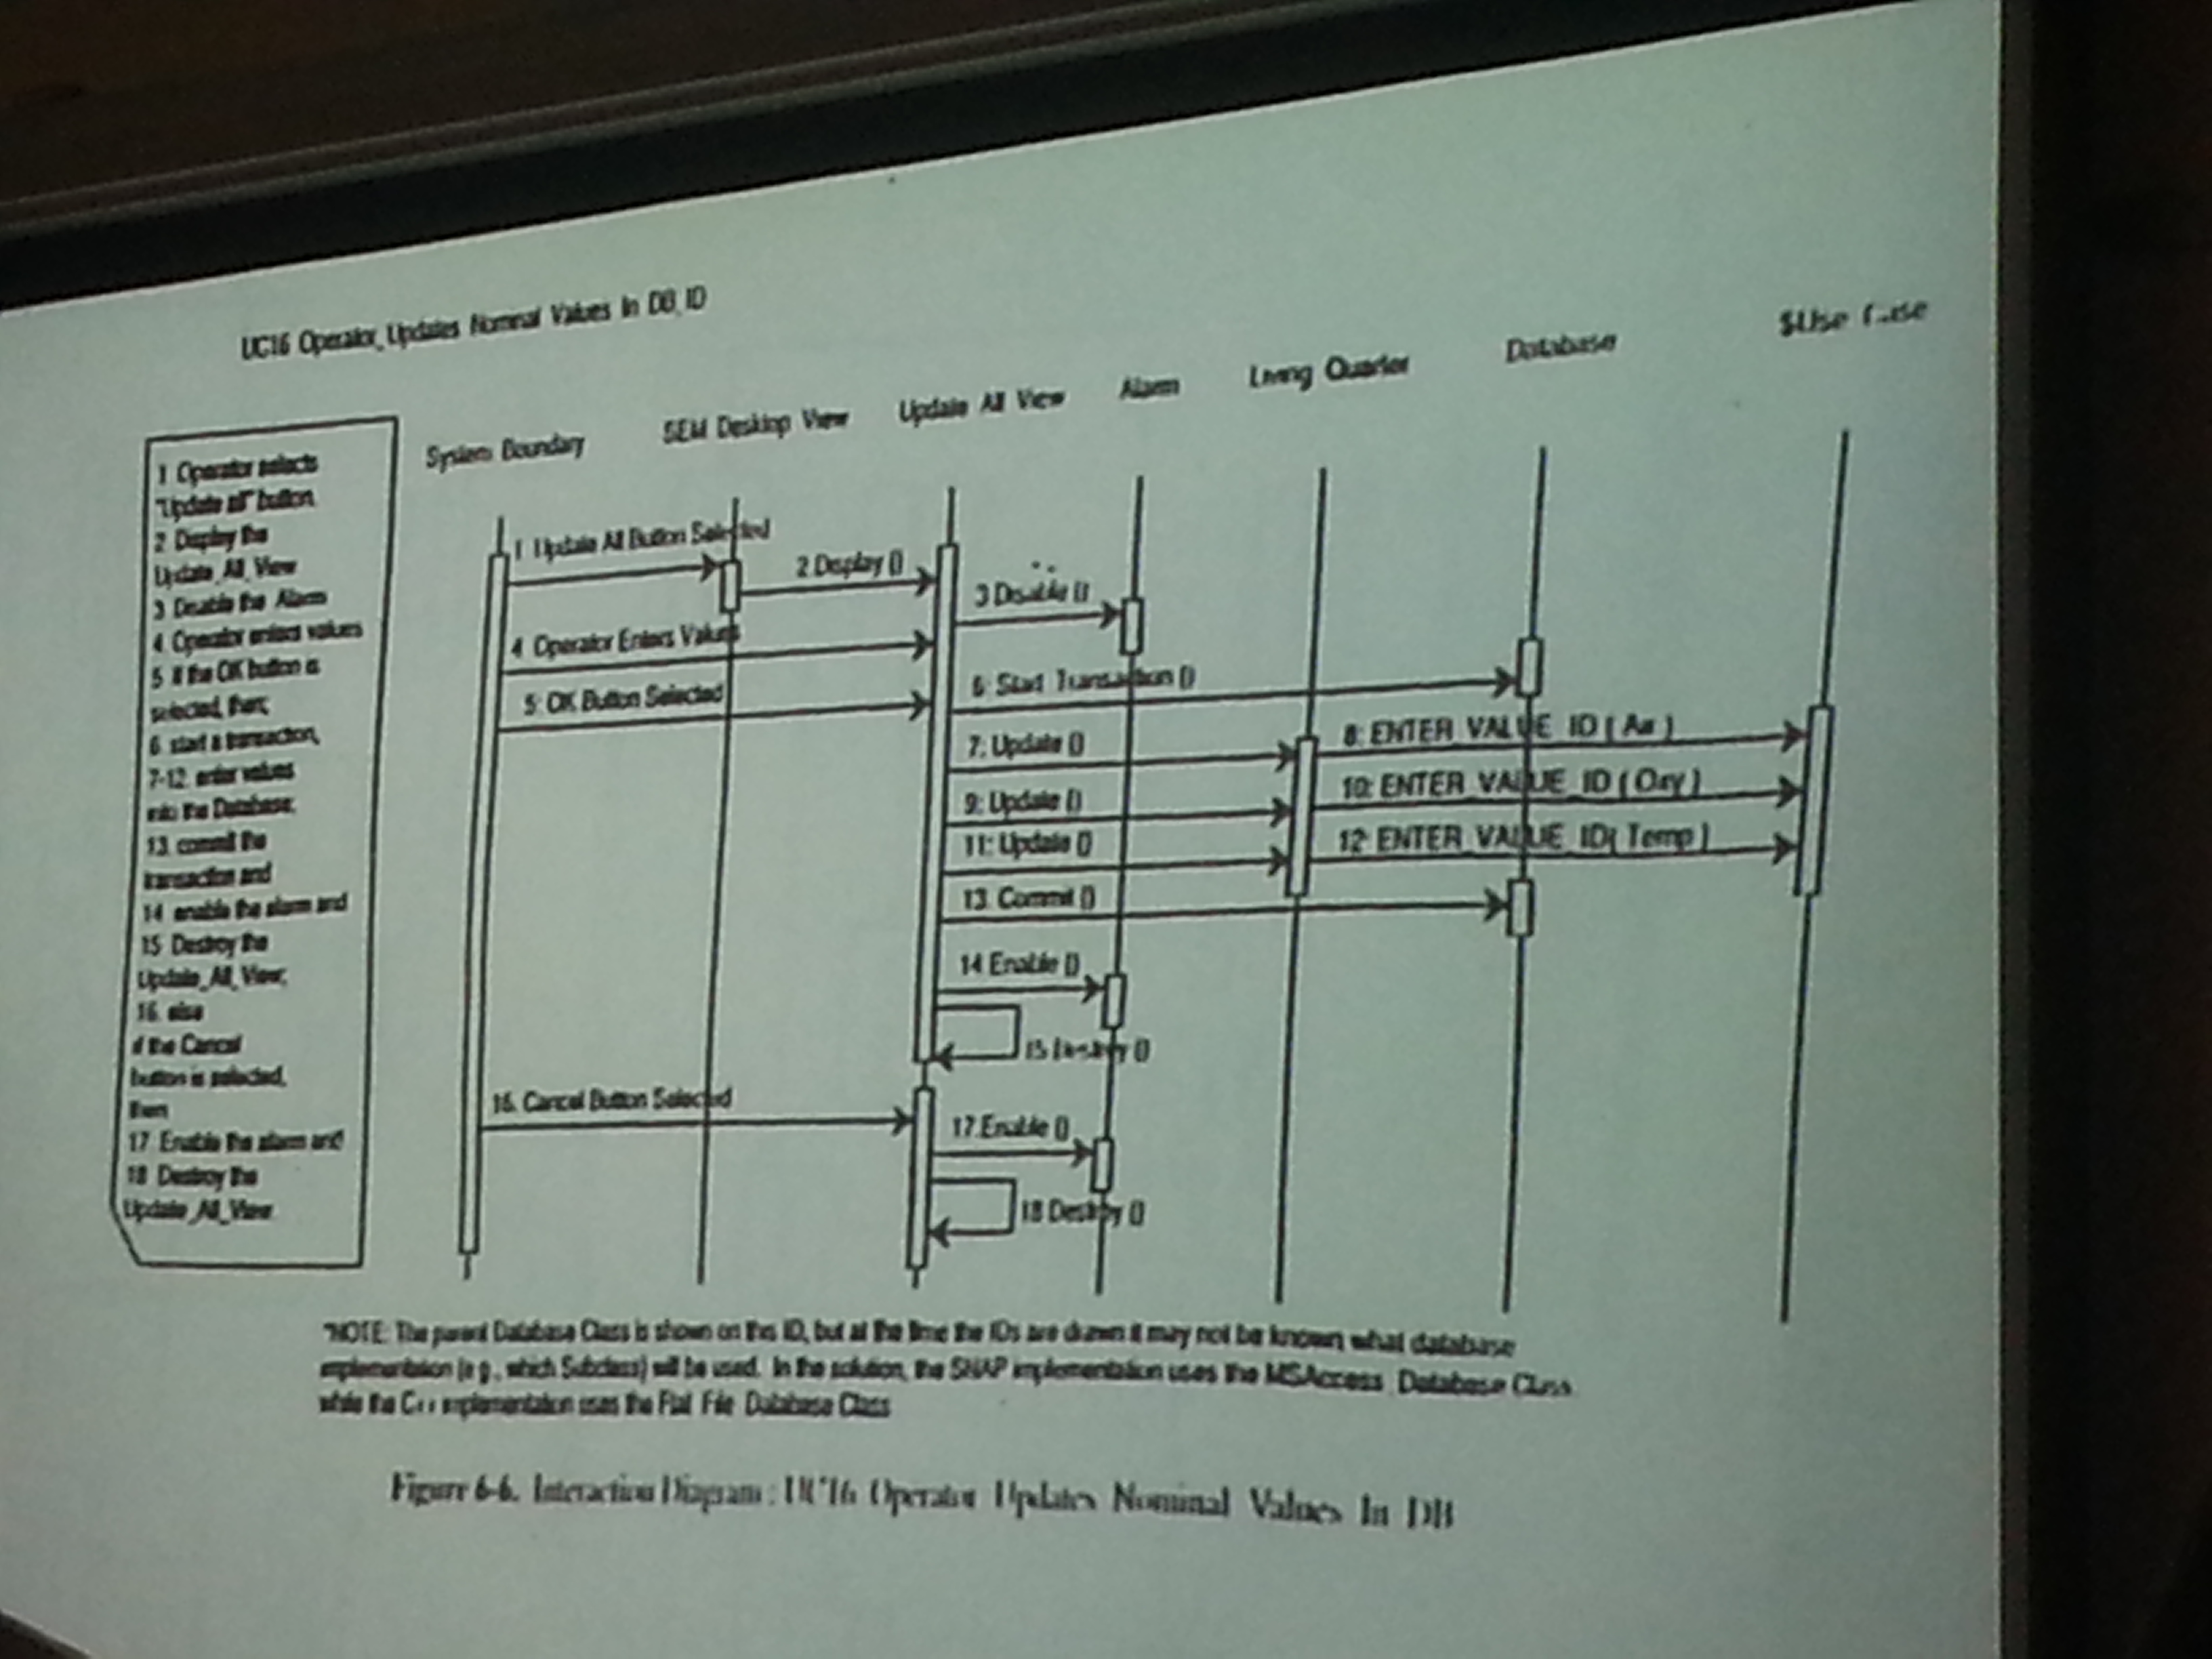 UC16 Operator_Updates Nominal Values In DB_ID
System Boundary
SEM Desktop View
Update All View
Alarm
Living Quarter
Database
$Use Case
1 Operator selects
"Update all" button.
2 Display the
Update_All_View
3 Disable the Alarm
4 Operator enters values
5 if the OK button is
selected, then;
6 start a transaction,
7-12 enter values
into the Database;
13 commit the
transaction and
14 enable the alarm and
15 Destroy the
Update_All_View;
16 else
if the Cancel
button is selected,
then
17 Enable the alarm and
18 Destroy the
Update_All_View.
1 Update All Button Selected
2 Display ()
3 Disable ()
4 Operator Enters Values
5: OK Button Selected
6: Start Transaction ()
7: Update ()
8: ENTER VALUE ID ( Air )
9: Update ()
10: ENTER VALUE ID ( Oxy )
11: Update ()
12: ENTER VALUE ID( Temp )
13. Commit ()
14 Enable ()
15 Destroy ()
16. Cancel Button Selected
17 Enable ()
18 Destroy ()
*NOTE: The parent Database Class is shown on this ID, but at the time the IDs are drawn it may not be known what database
implementation (e.g., which Subclass) will be used. In the solution, the SNAP implementation uses the MSAccess_Database Class
while the C++ implementation uses the Flat File Database Class
Figure 6-6. Interaction Diagram: UC16 Operator Updates Nominal Values In DB